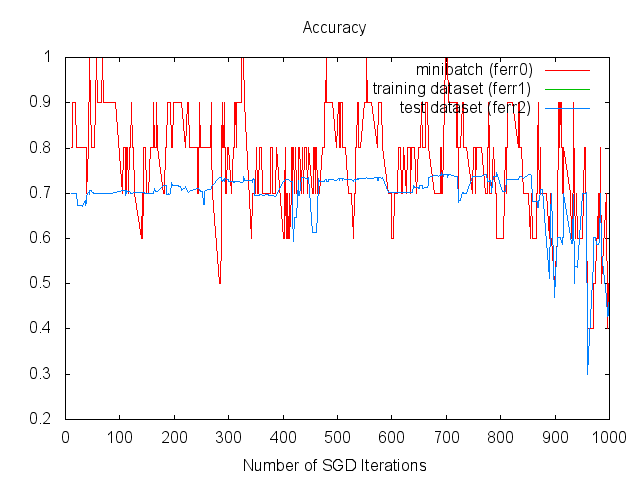 Accuracy
1
0.9
0.8
0.7
0.6
0.5
0.4
0.3
0.2
minibatch (ferr0)
training dataset (ferr1)
test dataset (ferr2)
0 100 200 300 400 500 600 700 800 900 1000
Number of SGD Iterations